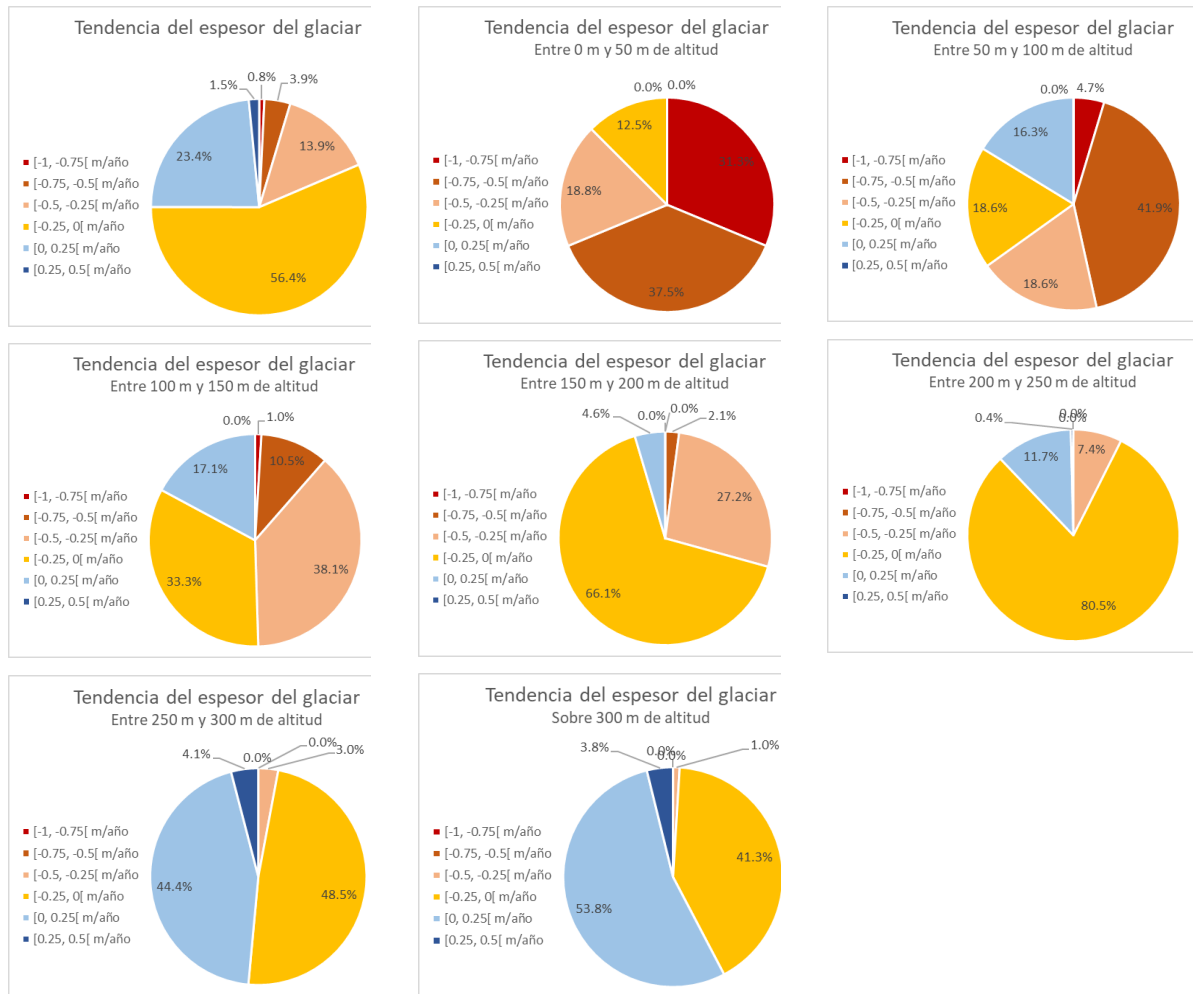 Tendencia del espesor del glaciar
1.5%
0.8%
3.9%
13.9%
23.4%
56.4%
[-1, -0.75[ m/año
[-0.75, -0.5[ m/año
[-0.5, -0.25[ m/año
[-0.25, 0[ m/año
[0, 0.25[ m/año
[0.25, 0.5[ m/año
Tendencia del espesor del glaciar
Entre 0 m y 50 m de altitud
0.0%
0.0%
12.5%
18.8%
37.5%
[-1, -0.75[ m/año
[-0.75, -0.5[ m/año
[-0.5, -0.25[ m/año
[-0.25, 0[ m/año
[0, 0.25[ m/año
[0.25, 0.5[ m/año
Tendencia del espesor del glaciar
Entre 50 m y 100 m de altitud
0.0%
4.7%
16.3%
41.9%
18.6%
18.6%
[-1, -0.75[ m/año
[-0.75, -0.5[ m/año
[-0.5, -0.25[ m/año
[-0.25, 0[ m/año
[0, 0.25[ m/año
[0.25, 0.5[ m/año
Tendencia del espesor del glaciar
Entre 100 m y 150 m de altitud
0.0%
1.0%
10.5%
17.1%
33.3%
38.1%
[-1, -0.75[ m/año
[-0.75, -0.5[ m/año
[-0.5, -0.25[ m/año
[-0.25, 0[ m/año
[0, 0.25[ m/año
[0.25, 0.5[ m/año
Tendencia del espesor del glaciar
Entre 150 m y 200 m de altitud
4.6%
0.0%
0.0%
2.1%
27.2%
66.1%
[-1, -0.75[ m/año
[-0.75, -0.5[ m/año
[-0.5, -0.25[ m/año
[-0.25, 0[ m/año
[0, 0.25[ m/año
[0.25, 0.5[ m/año
Tendencia del espesor del glaciar
Entre 200 m y 250 m de altitud
0.4%
0.0%
0.0%
11.7%
7.4%
80.5%
[-1, -0.75[ m/año
[-0.75, -0.5[ m/año
[-0.5, -0.25[ m/año
[-0.25, 0[ m/año
[0, 0.25[ m/año
[0.25, 0.5[ m/año
Tendencia del espesor del glaciar
Entre 250 m y 300 m de altitud
4.1%
0.0%
0.0%
3.0%
44.4%
48.5%
[-1, -0.75[ m/año
[-0.75, -0.5[ m/año
[-0.5, -0.25[ m/año
[-0.25, 0[ m/año
[0, 0.25[ m/año
[0.25, 0.5[ m/año
Tendencia del espesor del glaciar
Sobre 300 m de altitud
3.8%
0.0%
0.0%
1.0%
41.3%
53.8%
[-1, -0.75[ m/año
[-0.75, -0.5[ m/año
[-0.5, -0.25[ m/año
[-0.25, 0[ m/año
[0, 0.25[ m/año
[0.25, 0.5[ m/año